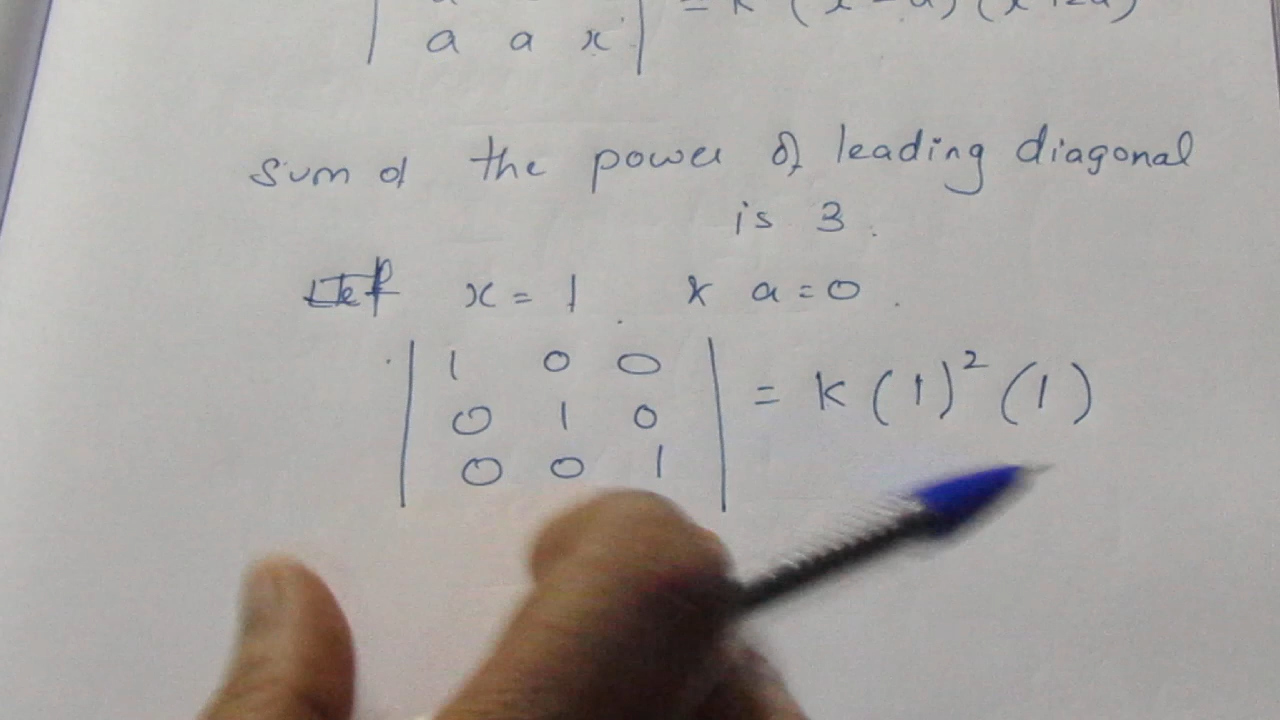 a a x
Sum of the power of leading diagonal
is 3.
Let x = 1 & a = 0.
1 0 0
0 1 0 = k (1)² (1)
0 0 1